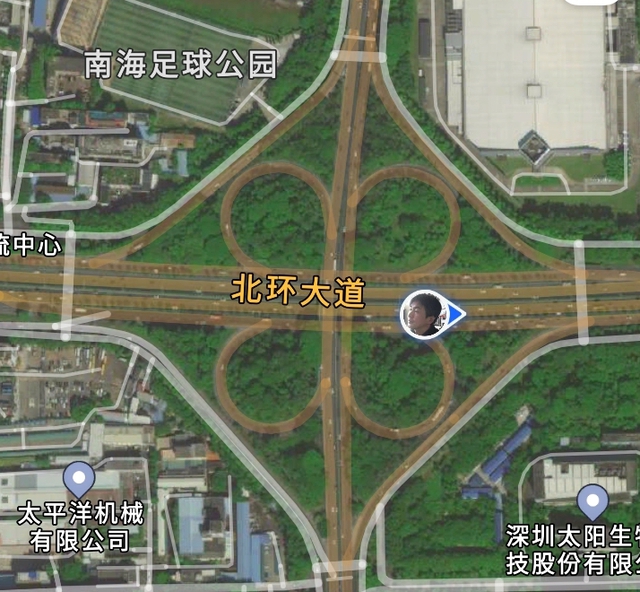 南海足球公园
流中心
北环大道
太平洋机械
有限公司
深圳太阳生
技股份有限